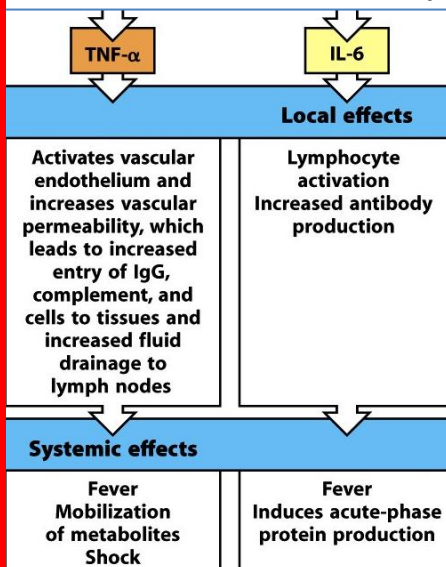 TNF-α
IL-6
Local effects
Activates vascular
endothelium and
increases vascular
permeability, which
leads to increased
entry of IgG,
complement, and
cells to tissues and
increased fluid
drainage to
lymph nodes
Lymphocyte
activation
Increased antibody
production
Systemic effects
Fever
Mobilization
of metabolites
Shock
Fever
Induces acute-phase
protein production